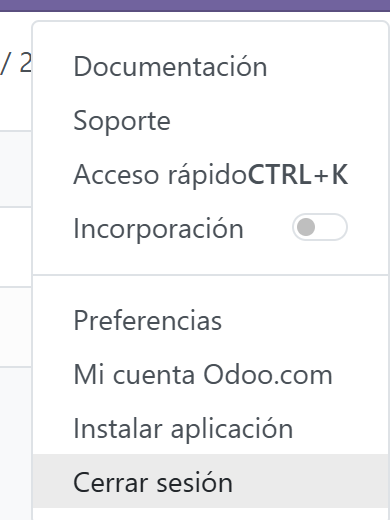 / 2
Documentación
Soporte
Acceso rápidoCTRL+K
Incorporación
Preferencias
Mi cuenta Odoo.com
Instalar aplicación
Cerrar sesión